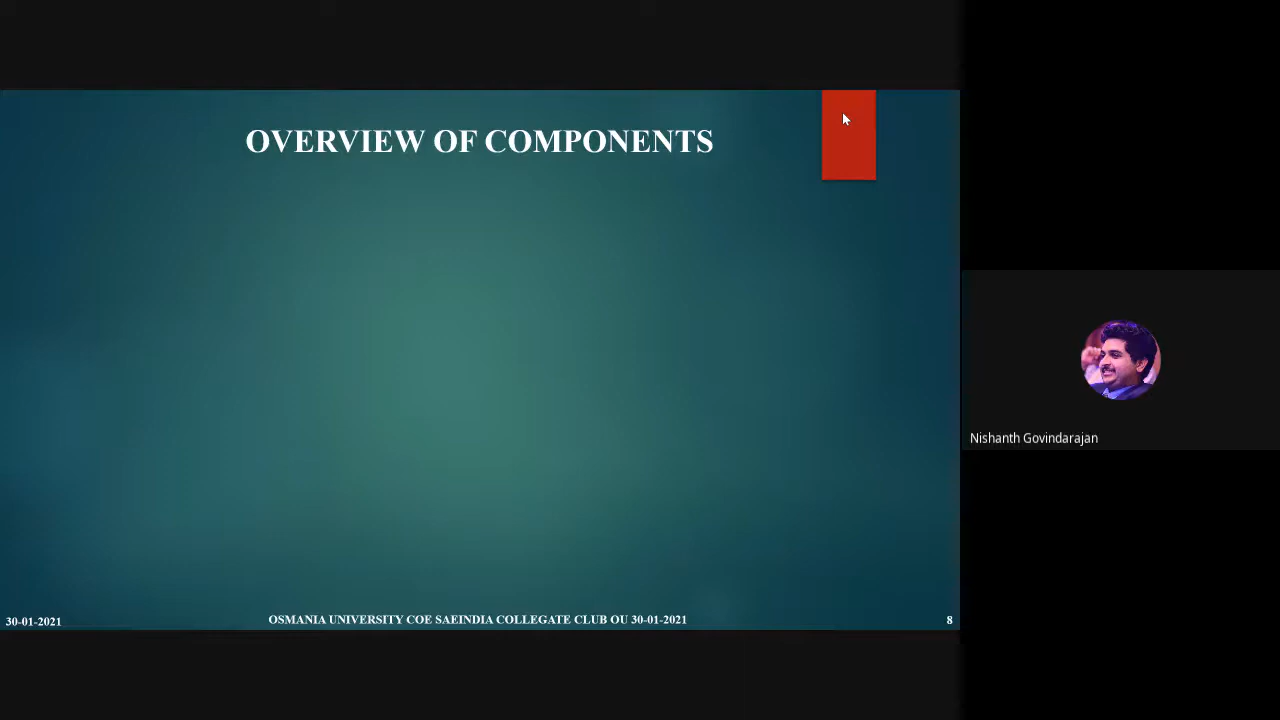 OVERVIEW OF COMPONENTS
Nishanth Govindarajan
30-01-2021
OSMANIA UNIVERSITY COE SAEINDIA COLLEGATE CLUB OU 30-01-2021
8